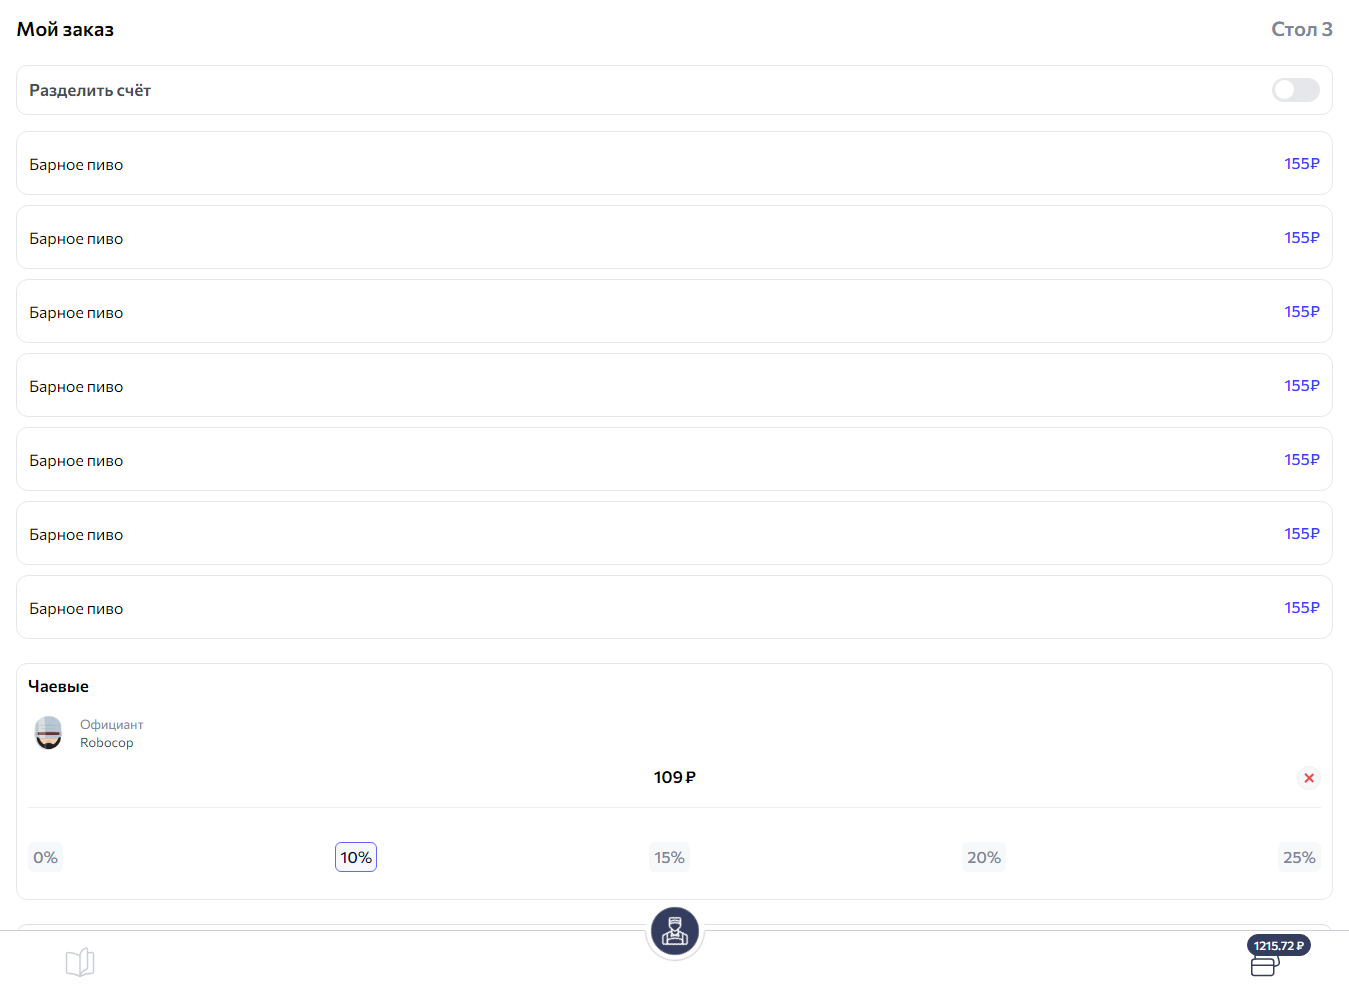 Мой заказ
Стол 3
Разделить счёт
Барное пиво 155₽
Барное пиво 155₽
Барное пиво 155₽
Барное пиво 155₽
Барное пиво 155₽
Барное пиво 155₽
Барное пиво 155₽
Чаевые
Официант
Robocop
109 ₽
0% 10% 15% 20% 25%
1215.72 ₽